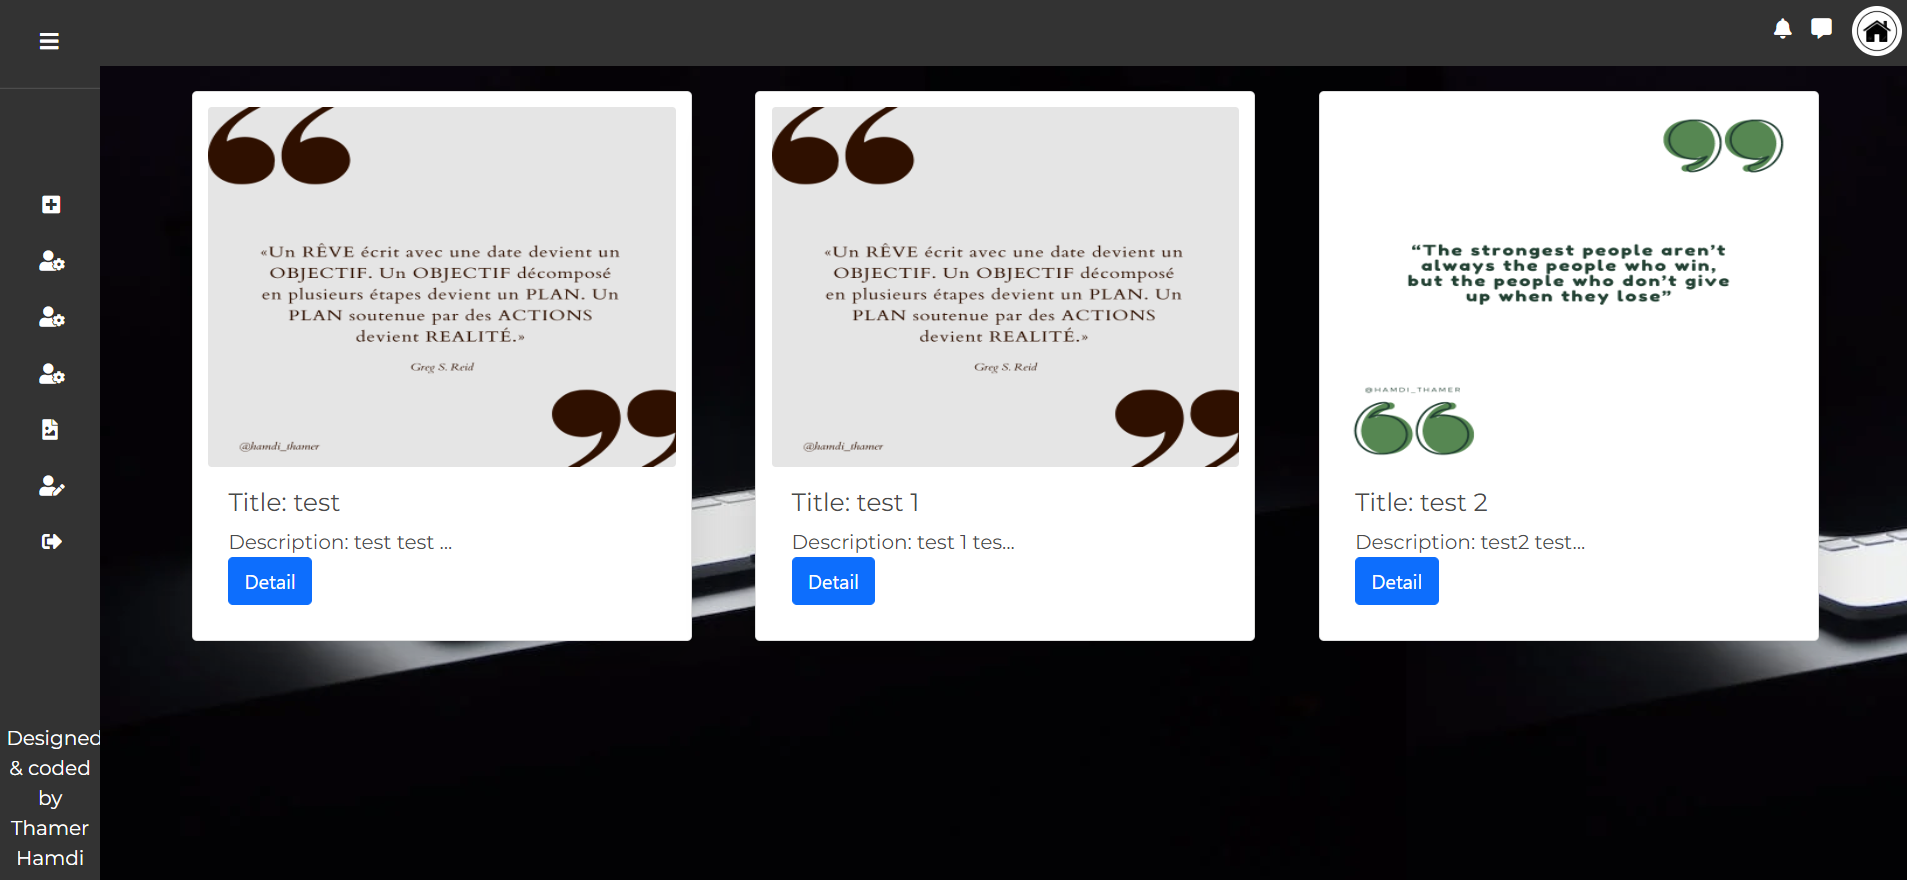 «Un RÊVE écrit avec une date devient un
OBJECTIF. Un OBJECTIF décomposé
en plusieurs étapes devient un PLAN. Un
PLAN soutenue par des ACTIONS
devient REALITÉ.»
Greg S. Reid
@hamdi_thamer
Title: test
Description: test test ...
Detail
«Un RÊVE écrit avec une date devient un
OBJECTIF. Un OBJECTIF décomposé
en plusieurs étapes devient un PLAN. Un
PLAN soutenue par des ACTIONS
devient REALITÉ.»
Greg S. Reid
@hamdi_thamer
Title: test 1
Description: test 1 tes...
Detail
“The strongest people aren’t
always the people who win,
but the people who don’t give
up when they lose”
@HAMDI_THAMER
Title: test 2
Description: test2 test...
Detail
Designed
& coded
by
Thamer
Hamdi